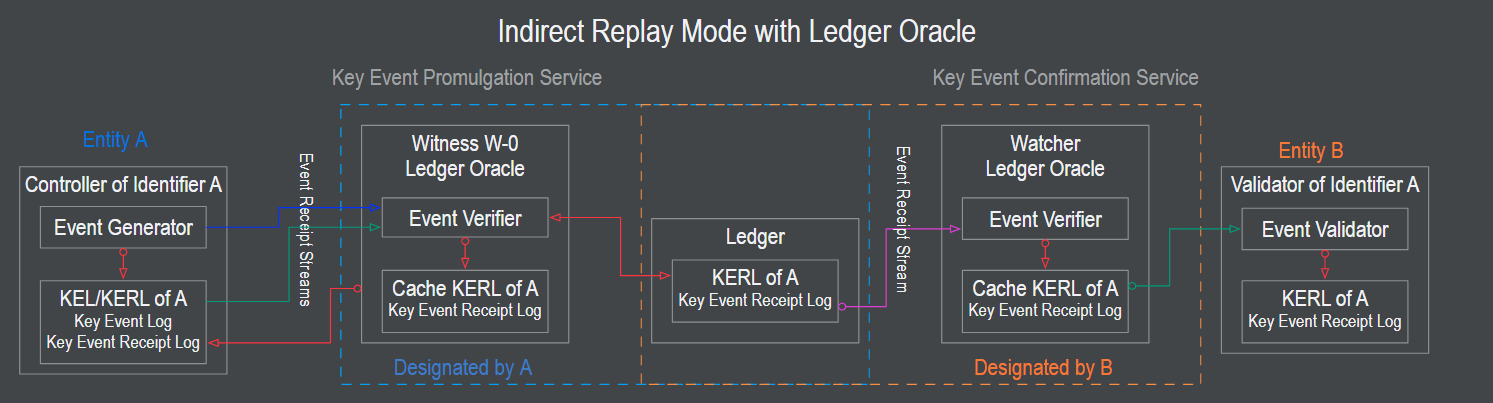 Indirect Replay Mode with Ledger Oracle
Key Event Promulgation Service
Key Event Confirmation Service
Entity A
Controller of Identifier A
Event Generator
KEL/KERL of A
Key Event Log
Key Event Receipt Log
Event Receipt Streams
Witness W-0
Ledger Oracle
Event Verifier
Cache KERL of A
Key Event Receipt Log
Designated by A
Ledger
KERL of A
Key Event Receipt Log
Event Receipt Stream
Watcher
Ledger Oracle
Event Verifier
Cache KERL of A
Key Event Receipt Log
Designated by B
Entity B
Validator of Identifier A
Event Validator
KERL of A
Key Event Receipt Log